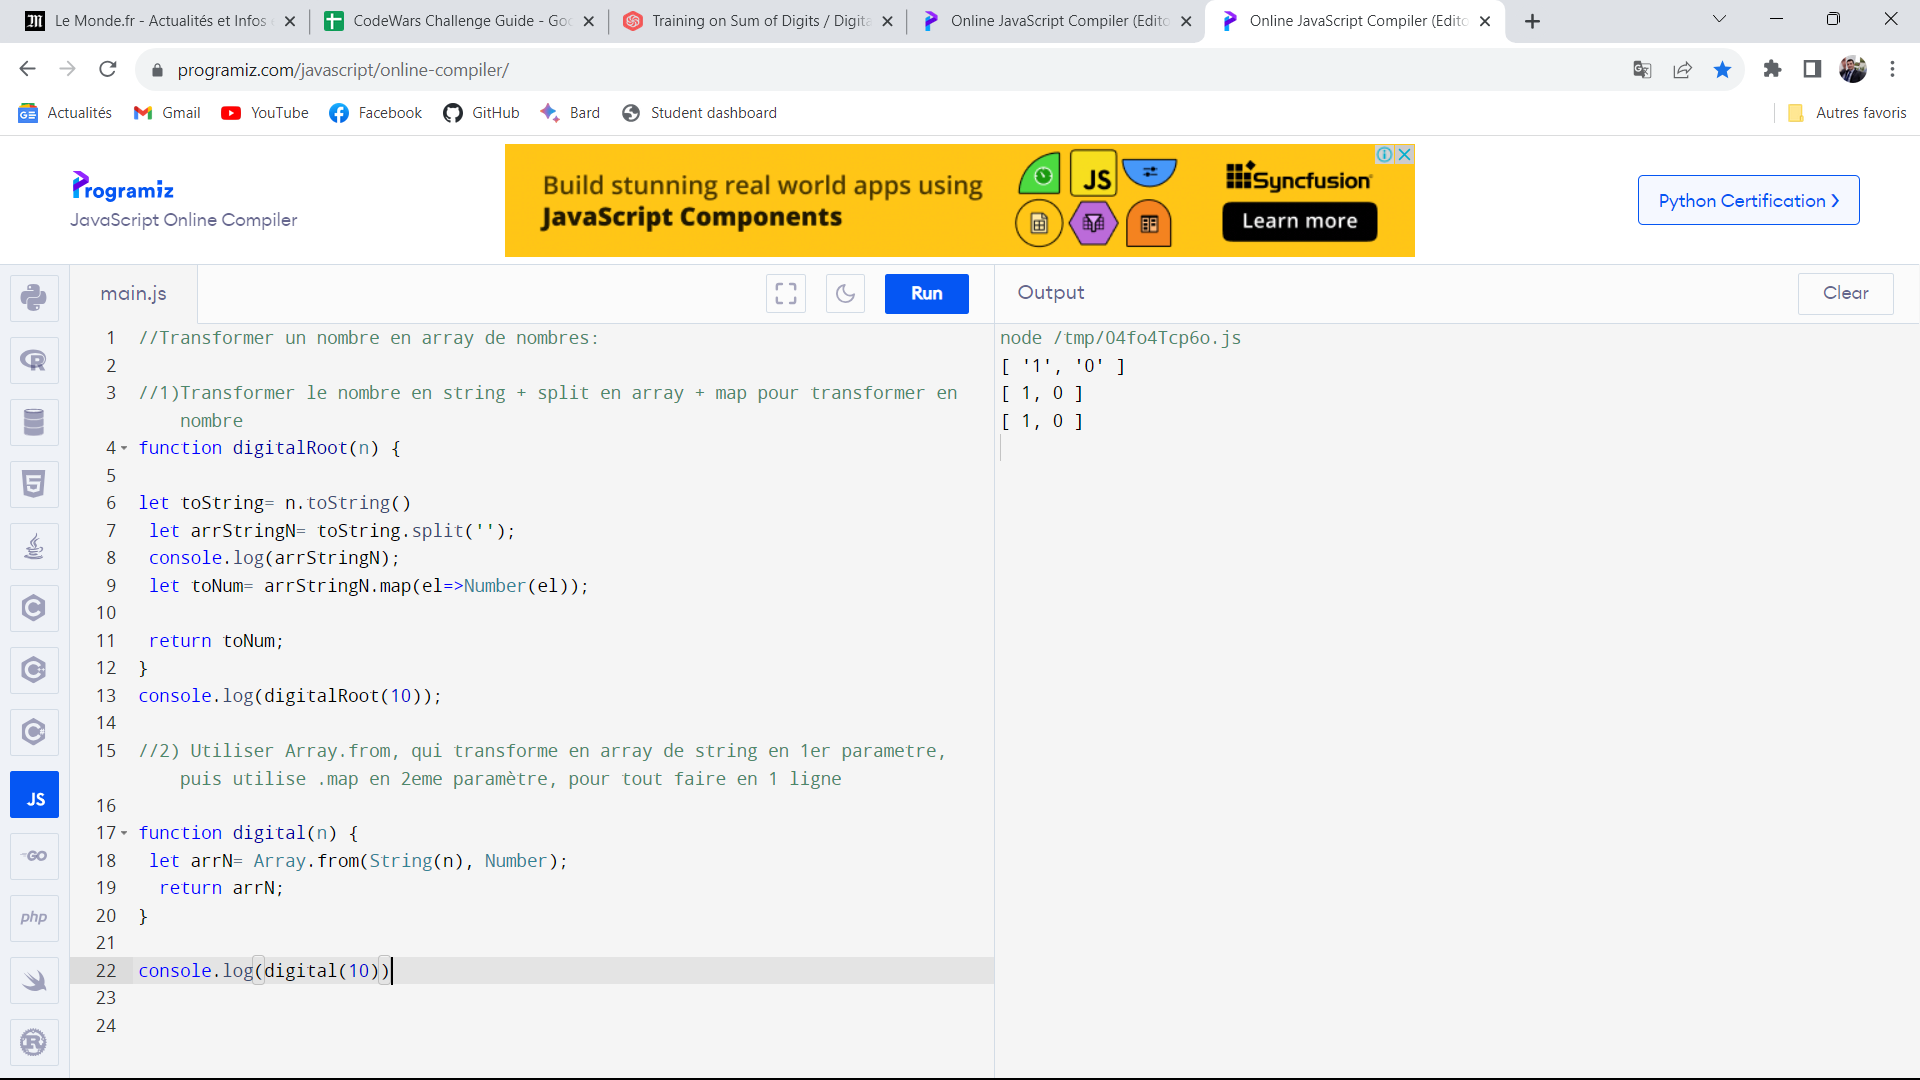 Le Monde.fr - Actualités et Infos
CodeWars Challenge Guide - Goo
Training on Sum of Digits / Digita
Online JavaScript Compiler (Edito
Online JavaScript Compiler (Edito
programiz.com/javascript/online-compiler/
Actualités
Gmail
YouTube
Facebook
GitHub
Bard
Student dashboard
Autres favoris
Programiz
JavaScript Online Compiler
Build stunning real world apps using
JavaScript Components
JS
Syncfusion
Learn more
Python Certification >
main.js
Run
Output
Clear
1 //Transformer un nombre en array de nombres:
2
3 //1)Transformer le nombre en string + split en array + map pour transformer en
nombre
4 function digitalRoot(n) {
5
6 let toString= n.toString()
7 let arrStringN= toString.split('');
8 console.log(arrStringN);
9 let toNum= arrStringN.map(el=>Number(el));
10
11 return toNum;
12 }
13 console.log(digitalRoot(10));
14
15 //2) Utiliser Array.from, qui transforme en array de string en 1er parametre,
puis utilise .map en 2eme paramètre, pour tout faire en 1 ligne
16
17 function digital(n) {
18 let arrN= Array.from(String(n), Number);
19 return arrN;
20 }
21
22 console.log(digital(10))
23
24
node /tmp/O4fo4Tcp6o.js
[ '1', '0' ]
[ 1, 0 ]
[ 1, 0 ]
JS
GO
php